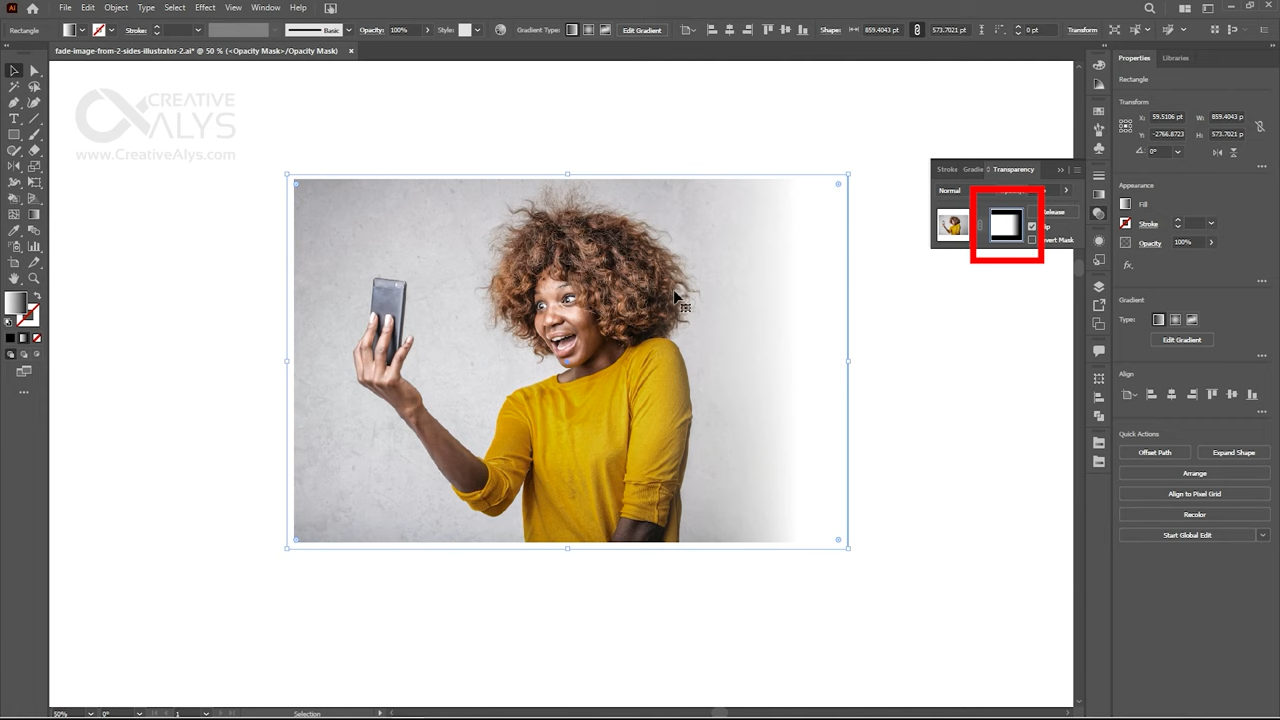 Ai File Edit Object Type Select Effect View Window Help
Rectangle Stroke: Basic Opacity: 100% Style: Gradient Type: Edit Gradient Shape: 859.4043 pt 573.7021 pt 0 pt Transform
fade-image-from-2-sides-illustrator-2.ai* @ 50 % (<Opacity Mask>/Opacity Mask) ×
Properties Libraries
Rectangle
CREATIVE
ALYS
www.CreativeAlys.com
Transform
X: 59.5106 pt W: 859.4043
Y: -2766.8723 H: 573.7021 p
0°
Stroke Gradie Transparency
Normal
Release
Invert Mask
Appearance
Fill
Stroke
Opacity 100%
fx.
Gradient
Type:
Edit Gradient
Align
Quick Actions
Offset Path Expand Shape
Arrange
Align to Pixel Grid
Recolor
Start Global Edit
50% 0° 1 Selection